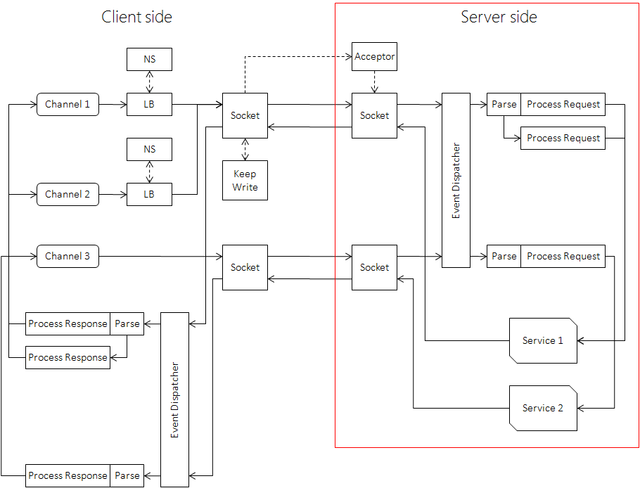 Client side
Server side
NS
Acceptor
Channel 1
LB
Socket
Socket
Parse
Process Request
Process Request
NS
Keep
Write
Event Dispatcher
Channel 2
LB
Channel 3
Socket
Socket
Parse
Process Request
Process Response
Parse
Process Response
Event Dispatcher
Service 1
Service 2
Process Response
Parse